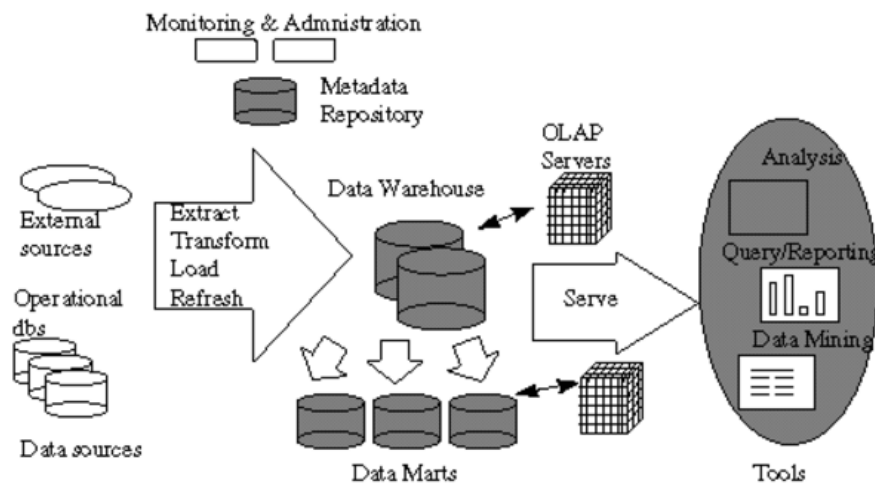 Monitoring & Admnistration
Metadata
Repository
OLAP
Servers
Analysis
Data Warehouse
Extract
Transform
Load
Refresh
External
sources
Query/Reporting
Operational
dbs
Serve
Data Mining
Data sources
Data Marts
Tools